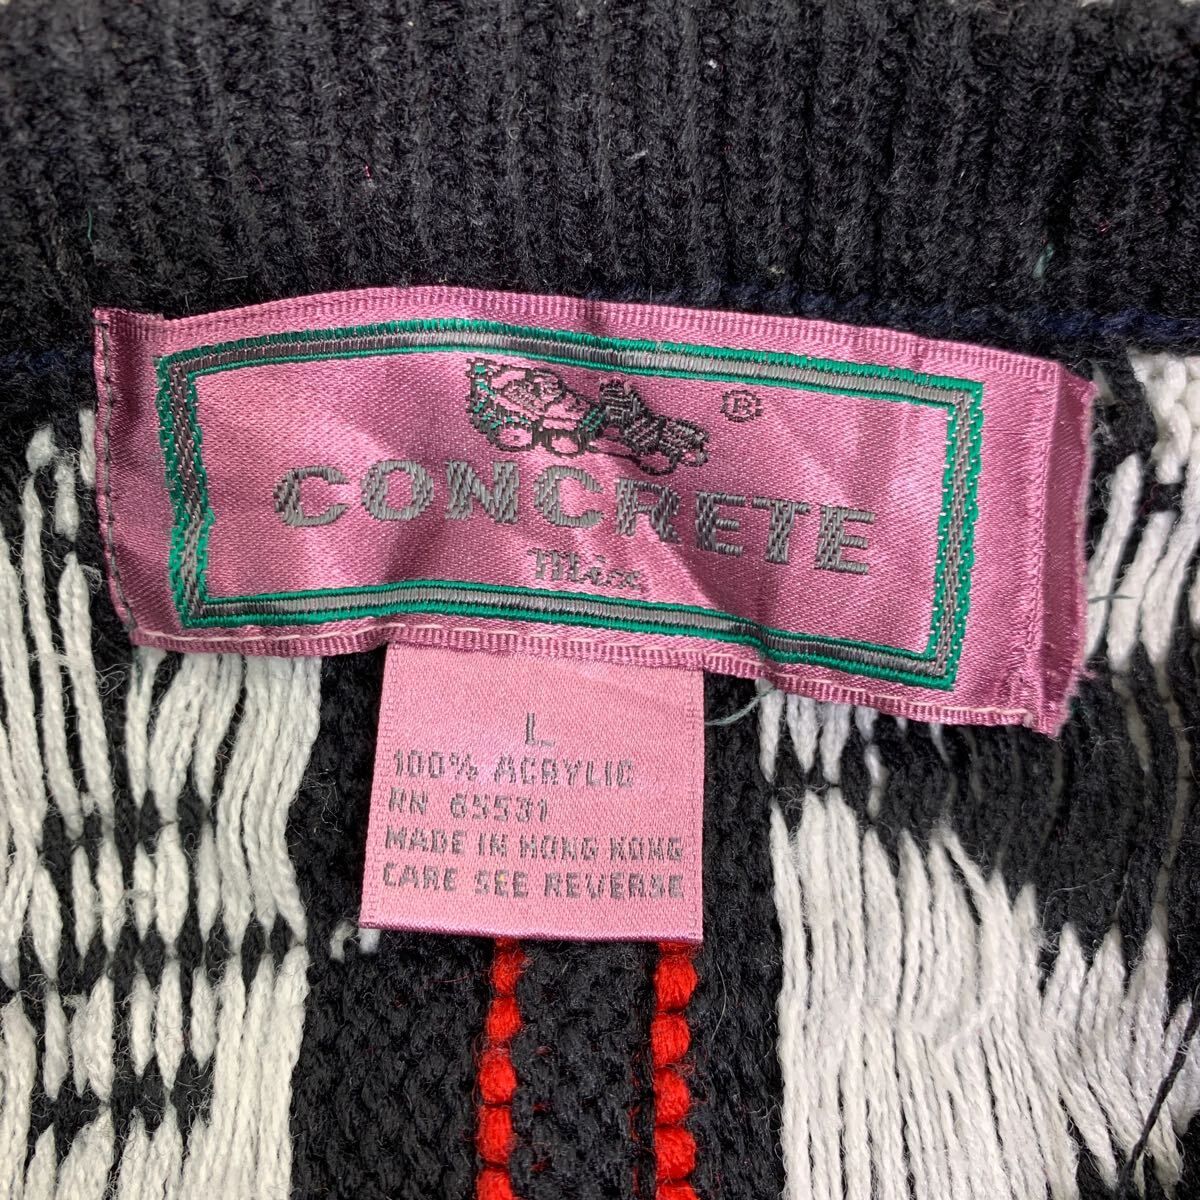 ®
CONCRETE
Mix
L
100% ACRYLIC
RN 65531
MADE IN HONG KONG
CARE SEE REVERSE